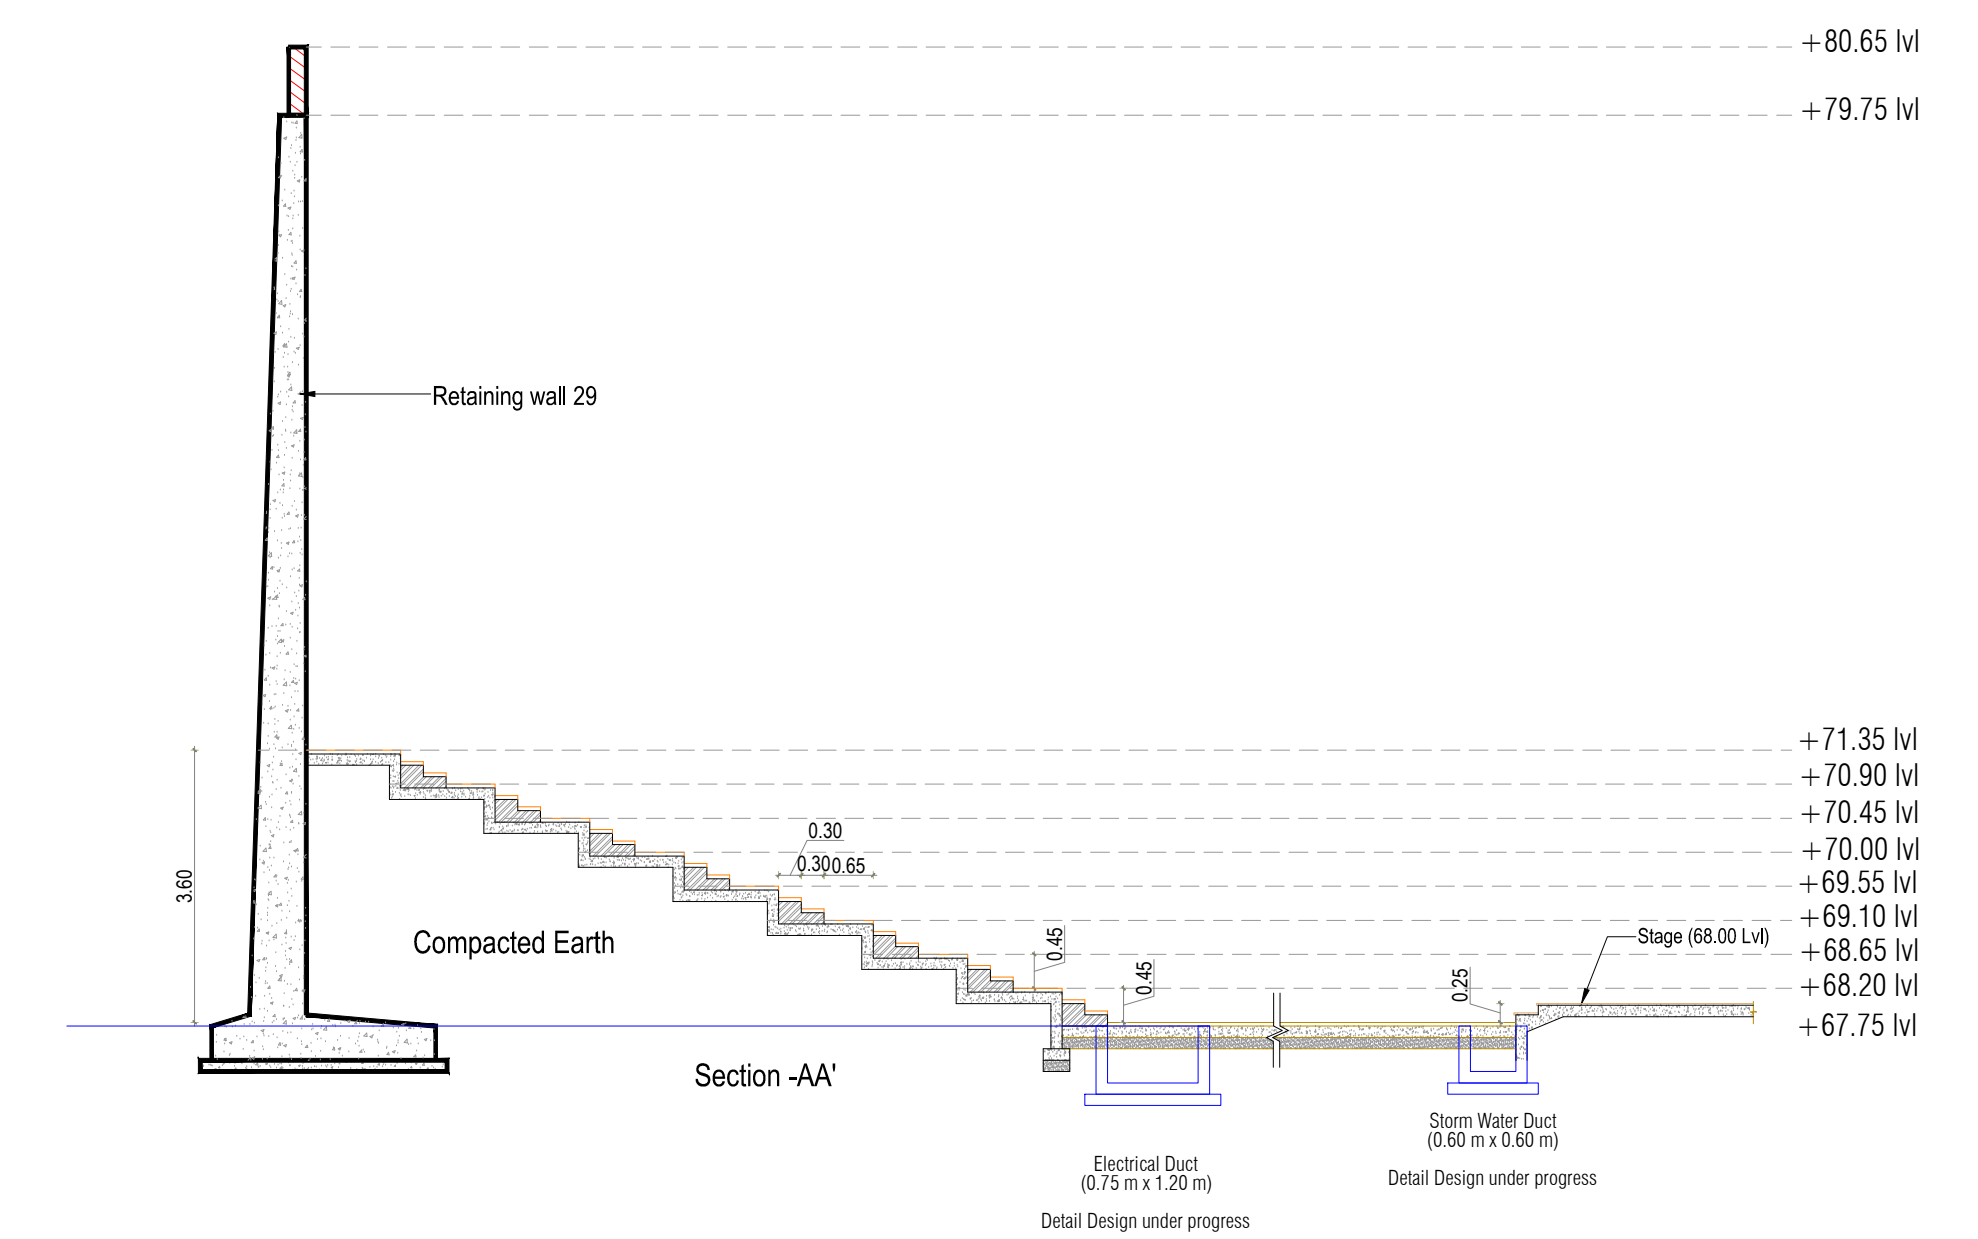 +80.65 lvl
+79.75 lvl
Retaining wall 29
+71.35 lvl
+70.90 lvl
+70.45 lvl
0.30
+70.00 lvl
0.30
0.65
+69.55 lvl
3.60
+69.10 lvl
Compacted Earth
0.45
Stage (68.00 Lvl)
+68.65 lvl
0.45
0.25
+68.20 lvl
+67.75 lvl
Section -AA'
Storm Water Duct
(0.60 m x 0.60 m)
Detail Design under progress
Electrical Duct
(0.75 m x 1.20 m)
Detail Design under progress